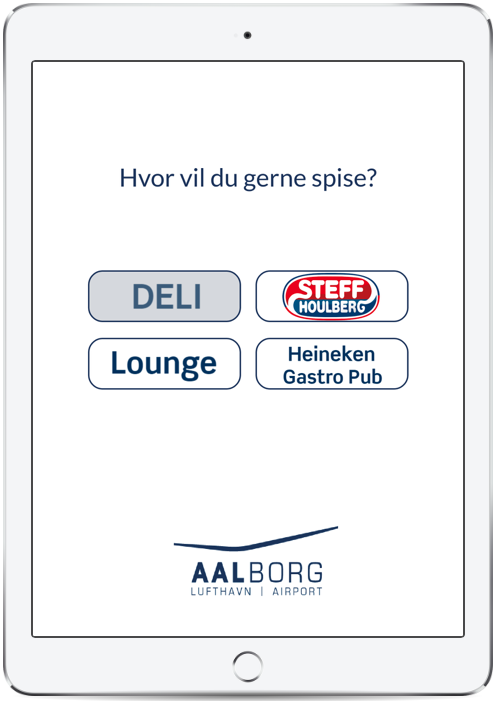 Hvor vil du gerne spise?
DELI
STEFF
HOULBERG
Lounge
Heineken
Gastro Pub
AALBORG
LUFTHAVN | AIRPORT